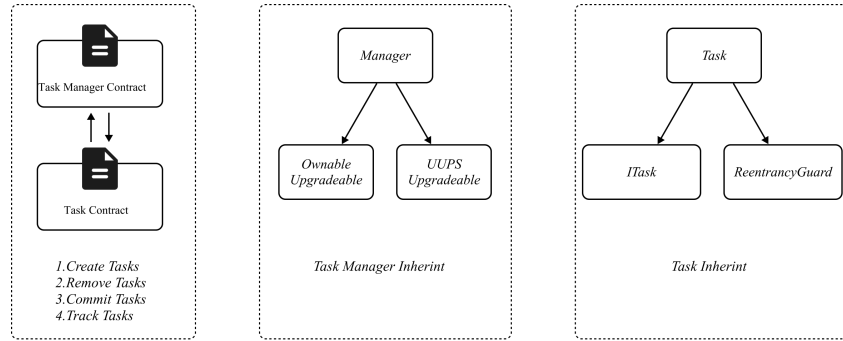 Task Manager Contract
Task Contract
1.Create Tasks
2.Remove Tasks
3.Commit Tasks
4.Track Tasks
Manager
Ownable
Upgradeable
UUPS
Upgradeable
Task Manager Inherint
Task
ITask
ReentrancyGuard
Task Inherint